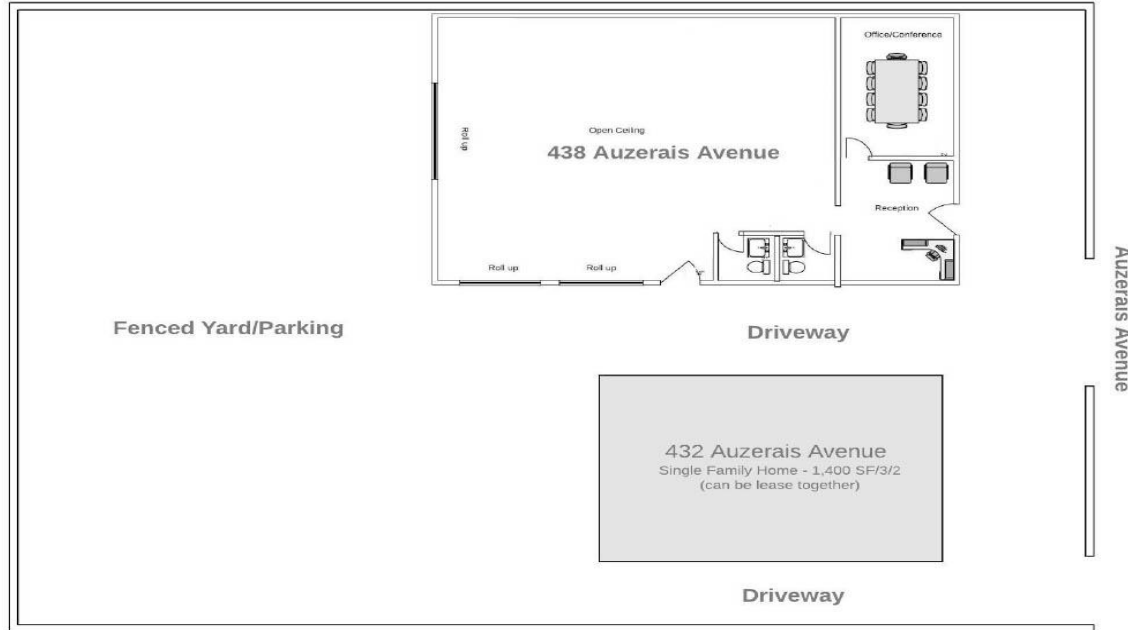 Office/Conference
Open Ceiling
438 Auzerais Avenue
Roll up
Reception
Roll up
Roll up
Auzerais Avenue
Fenced Yard/Parking
Driveway
432 Auzerais Avenue
Single Family Home - 1,400 SF/3/2
(can be lease together)
Driveway